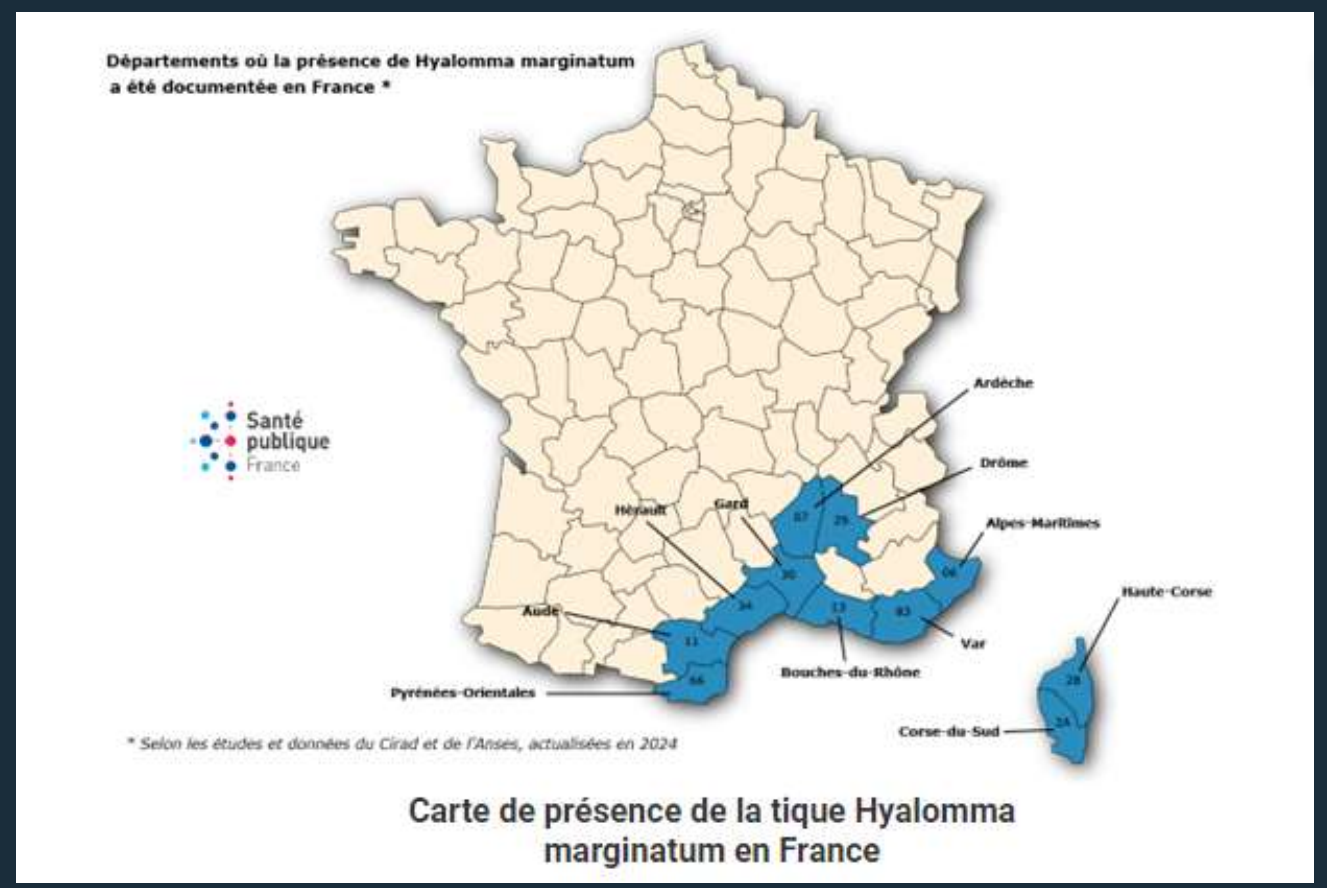 Départements où la présence de Hyalomma marginatum
a été documentée en France *
Ardèche
Santé
publique
France
Drôme
Gard
Hérault
07
Alpes-Maritimes
30
06
Haute-Corse
34
13
83
Aude
11
Var
Bouches-du-Rhône
66
Pyrénées-Orientales
Corse-du-Sud
* Selon les études et données du Cirad et de l'Anses, actualisées en 2024
Carte de présence de la tique Hyalomma
marginatum en France